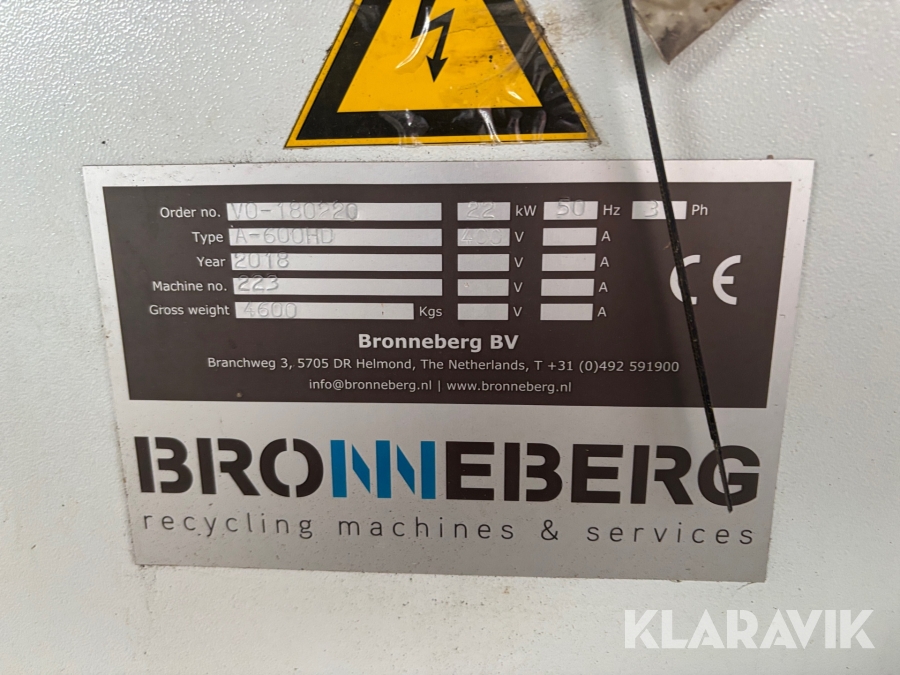 Order no. VO-180220 22 kW 50 Hz 3 Ph
Type A-600HD 400 V A
Year 2018 V A
Machine no. 223 V A
Gross weight 4600 Kgs V A
CE
Bronneberg BV
Branchweg 3, 5705 DR Helmond, The Netherlands, T +31 (0)492 591900
info@bronneberg.nl | www.bronneberg.nl
BRONNEBERG
recycling machines & services
KLARAVIK